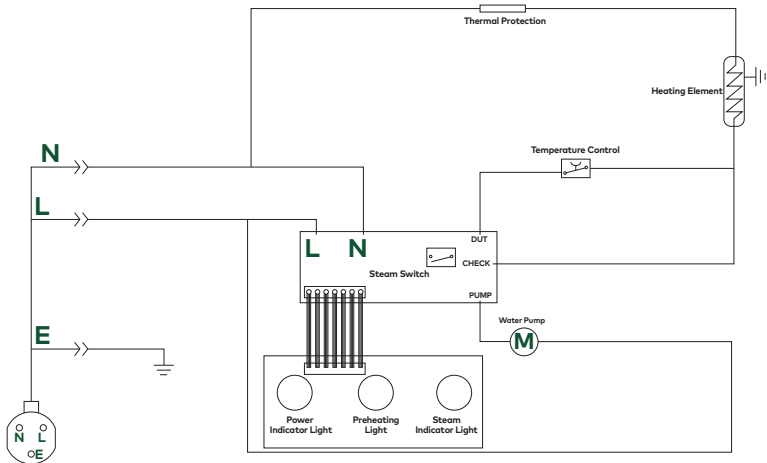 Thermal Protection
Heating Element
Temperature Control
N
L
L N
DUT
CHECK
Steam Switch
PUMP
E
Water Pump
M
Power
Indicator Light
Preheating
Light
Steam
Indicator Light
N L
E